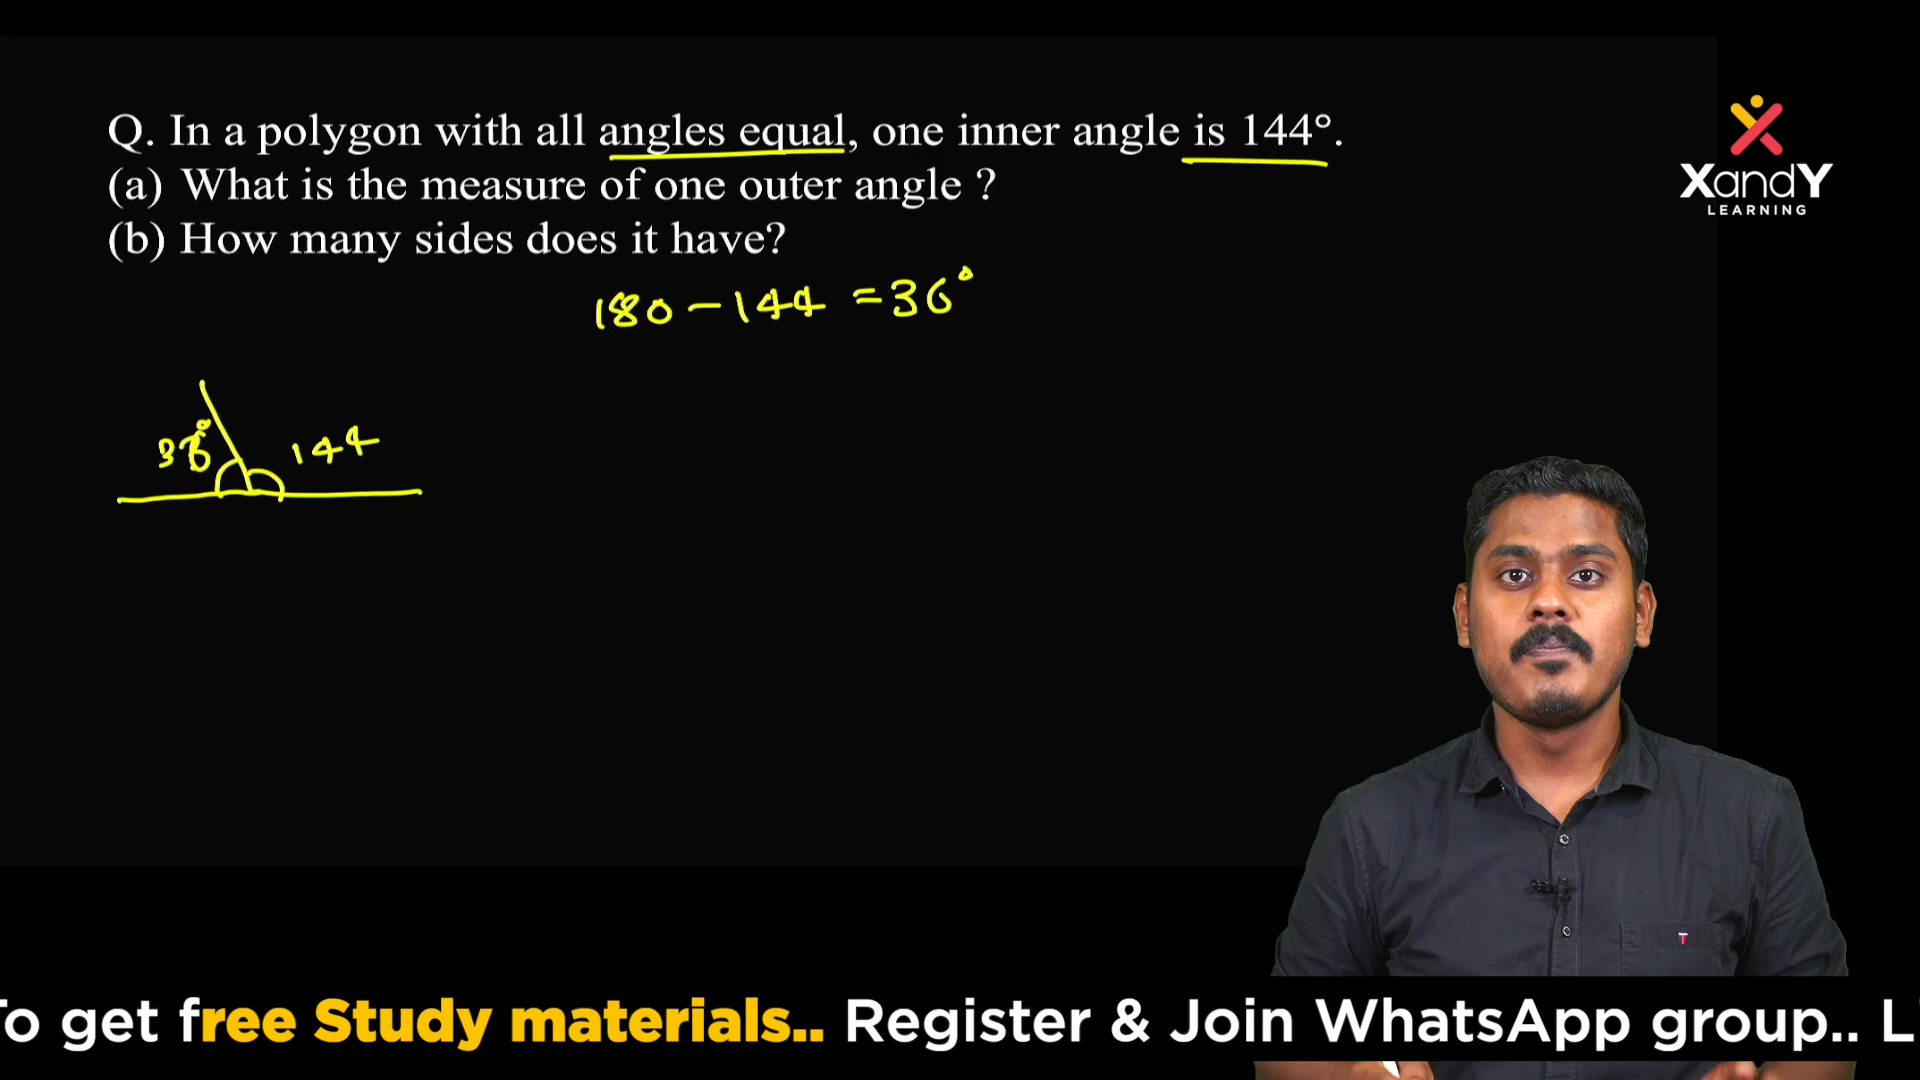 Q. In a polygon with all angles equal, one inner angle is 144°.
(a) What is the measure of one outer angle ?
(b) How many sides does it have?
180 - 144 = 36°
36° 144
XandY
LEARNING
To get free Study materials.. Register & Join WhatsApp group.. L
T